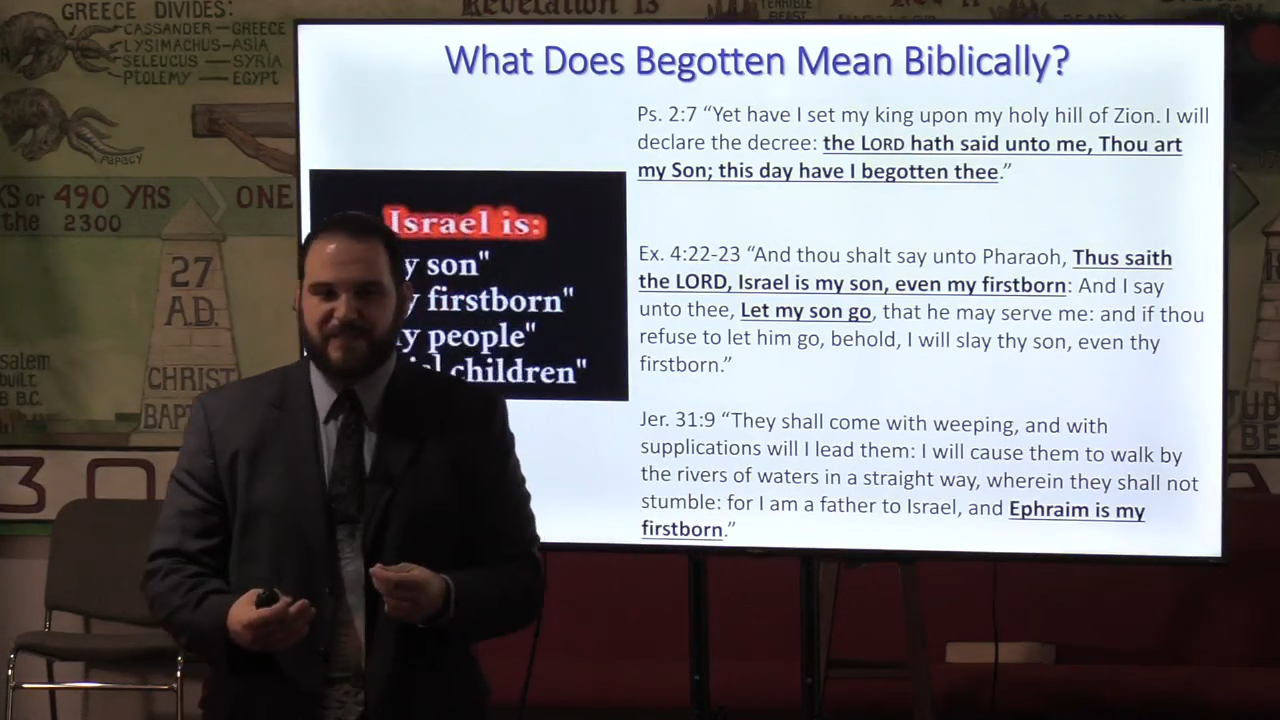 Revelation 13
TERRIBLE
BEAST
GREECE DIVIDES:
CASSANDER — GREECE
LYSIMACHUS - ASIA
SELEUCUS — SYRIA
PTOLEMY — EGYPT
PAPACY
KS or 490 YRS
the 2300
ONE
27
A.D.
CHRIST
BAPT
salem
built
B.C.
30
What Does Begotten Mean Biblically?
Israel is:
y son"
y firstborn"
y people"
children"
Ps. 2:7 “Yet have I set my king upon my holy hill of Zion. I will
declare the decree: the LORD hath said unto me, Thou art
my Son; this day have I begotten thee.”
Ex. 4:22-23 “And thou shalt say unto Pharaoh, Thus saith
the LORD, Israel is my son, even my firstborn: And I say
unto thee, Let my son go, that he may serve me: and if thou
refuse to let him go, behold, I will slay thy son, even thy
firstborn.”
Jer. 31:9 “They shall come with weeping, and with
supplications will I lead them: I will cause them to walk by
the rivers of waters in a straight way, wherein they shall not
stumble: for I am a father to Israel, and Ephraim is my
firstborn.”